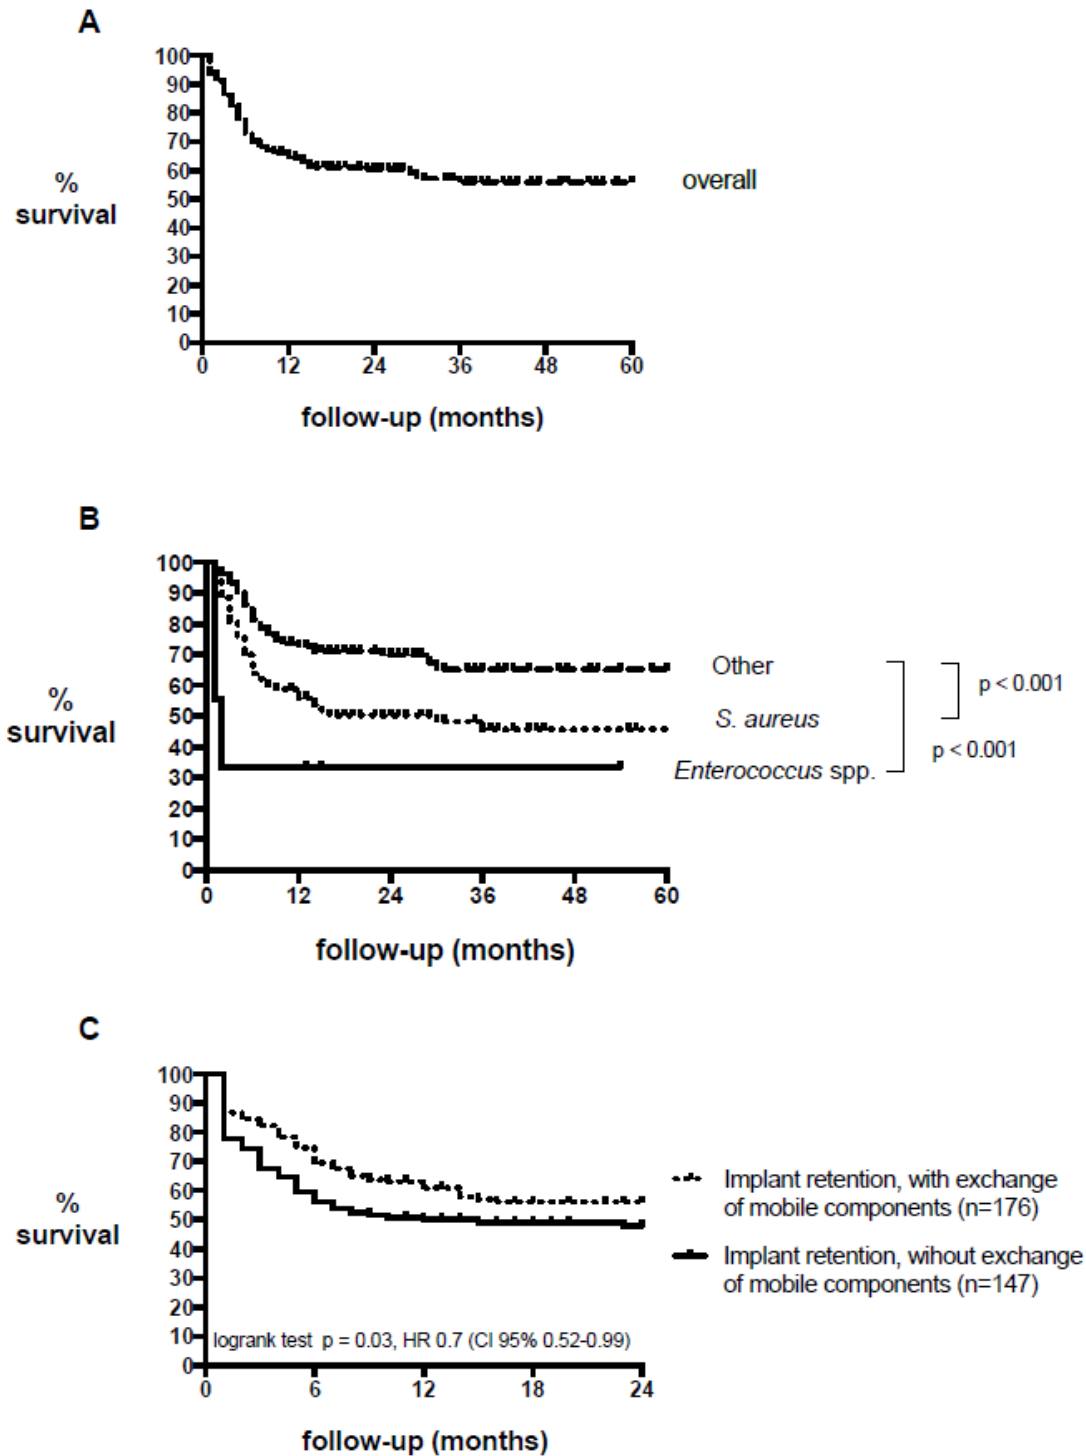 A
100
90
80
70
60
50
40
30
20
10
0
% survival
overall
0 12 24 36 48 60
follow-up (months)
B
100
90
80
70
60
50
40
30
20
10
0
% survival
Other
S. aureus
Enterococcus spp.
p < 0.001
p < 0.001
0 12 24 36 48 60
follow-up (months)
C
100
90
80
70
60
50
40
30
20
10
0
% survival
Implant retention, with exchange
of mobile components (n=176)
Implant retention, wihout exchange
of mobile components (n=147)
logrank test p = 0.03, HR 0.7 (CI 95% 0.52-0.99)
0 6 12 18 24
follow-up (months)